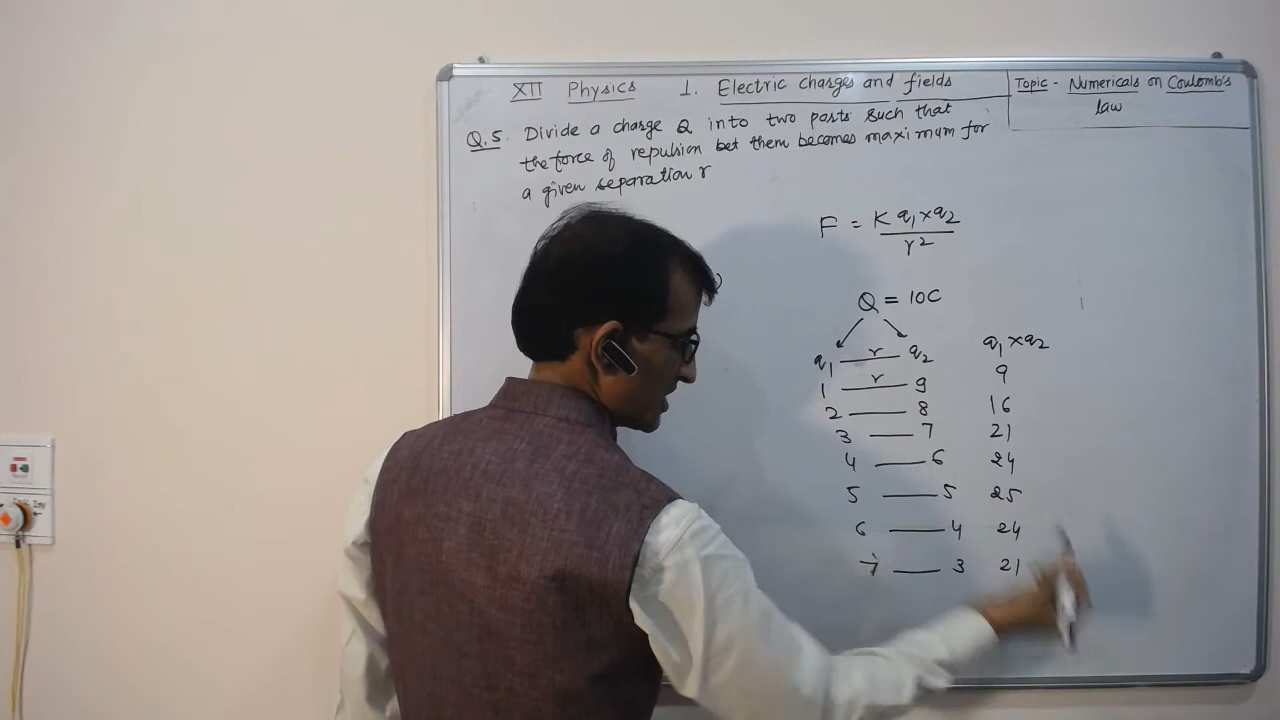 XII Physics 1. Electric charges and fields
Topic - Numericals on Coulomb's
law
Q.5. Divide a charge Q into two parts such that
the force of repulsion bet them becomes maximum for
a given separation r
F = K q₁×q₂
r²
Q = 10C
q₁ — r — q₂ q₁×q₂
1 — r — 9 9
2 — 8 16
3 — 7 21
4 — 6 24
5 — 5 25
6 — 4 24
7 — 3 21